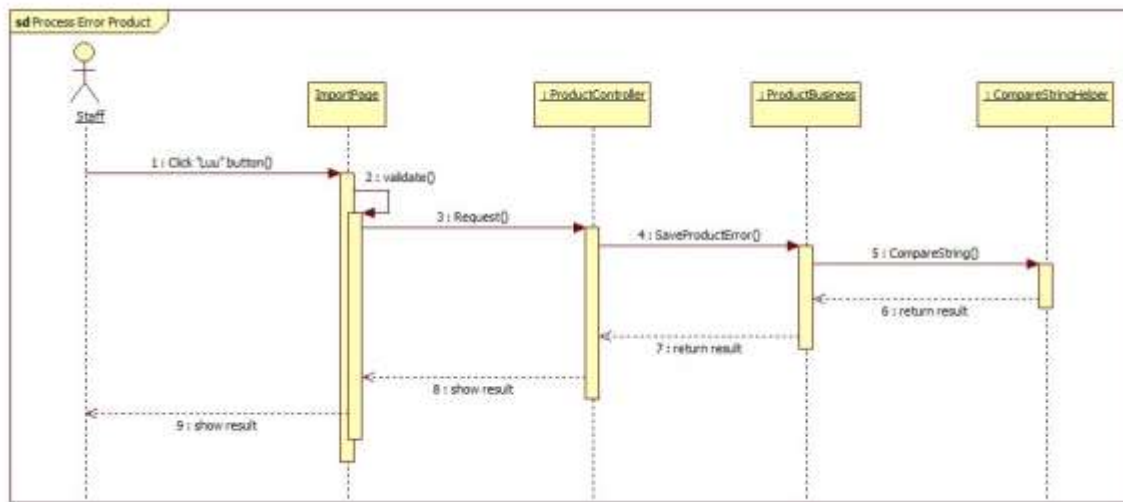 sd Process Error Product
Staff
ImportPage
: ProductController
: ProductBusiness
: CompareStringHelper
1 : Click "Luu" button()
2 : validate()
3 : Request()
4 : SaveProductError()
5 : CompareString()
6 : return result
7 : return result
8 : show result
9 : show result